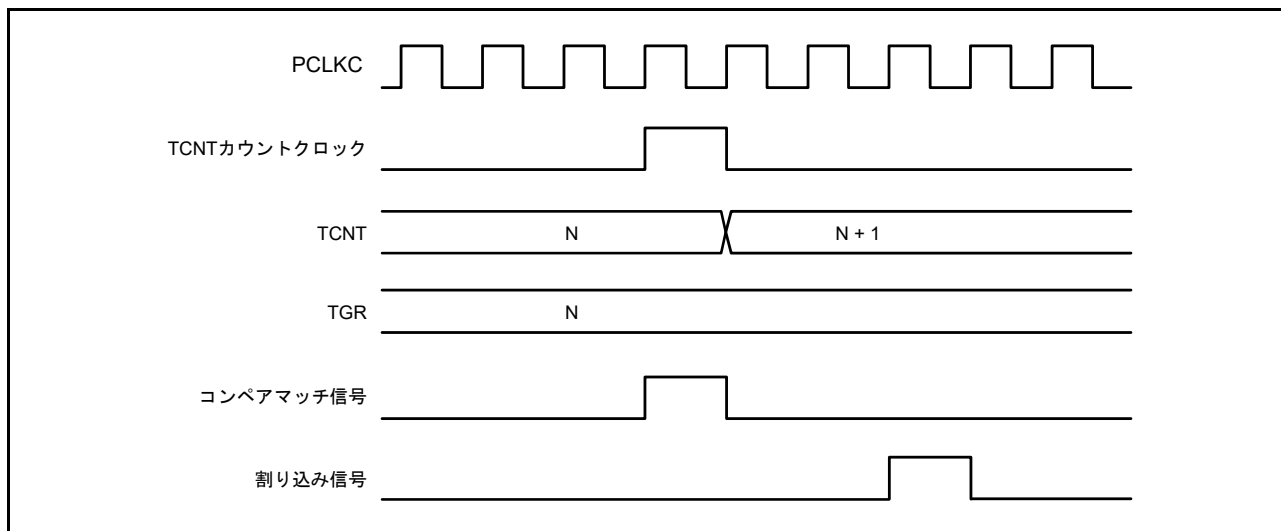 PCLKC
TCNTカウントクロック
TCNT
N
N + 1
TGR
N
コンペアマッチ信号
割り込み信号